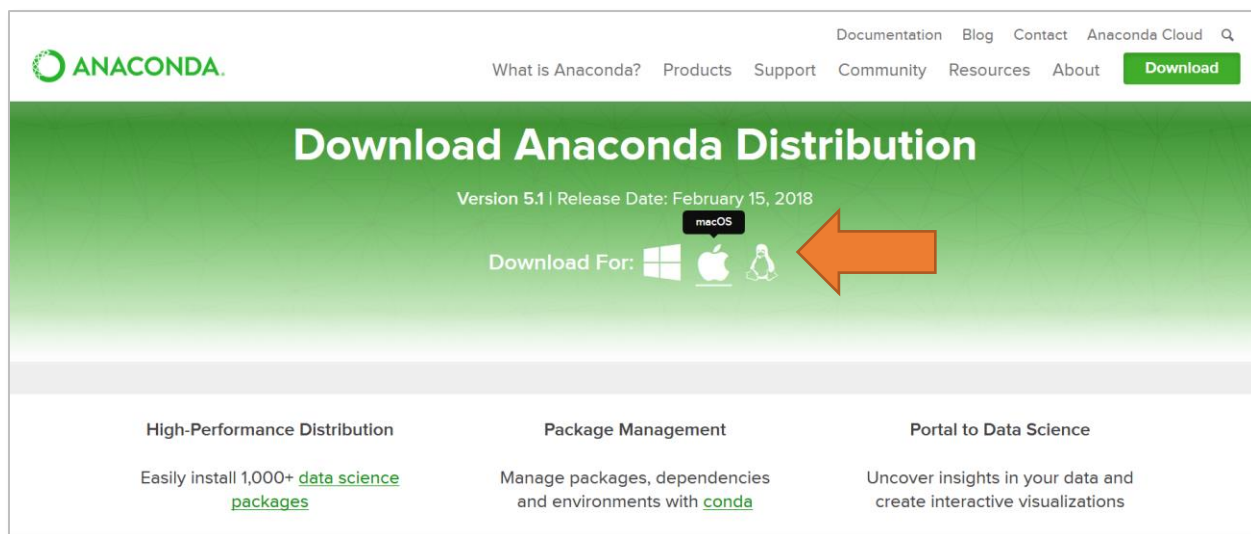 Documentation Blog Contact Anaconda Cloud
ANACONDA.
What is Anaconda? Products Support Community Resources About Download
Download Anaconda Distribution
Version 5.1 | Release Date: February 15, 2018
macOS
Download For:
High-Performance Distribution
Easily install 1,000+ data science
packages
Package Management
Manage packages, dependencies
and environments with conda
Portal to Data Science
Uncover insights in your data and
create interactive visualizations